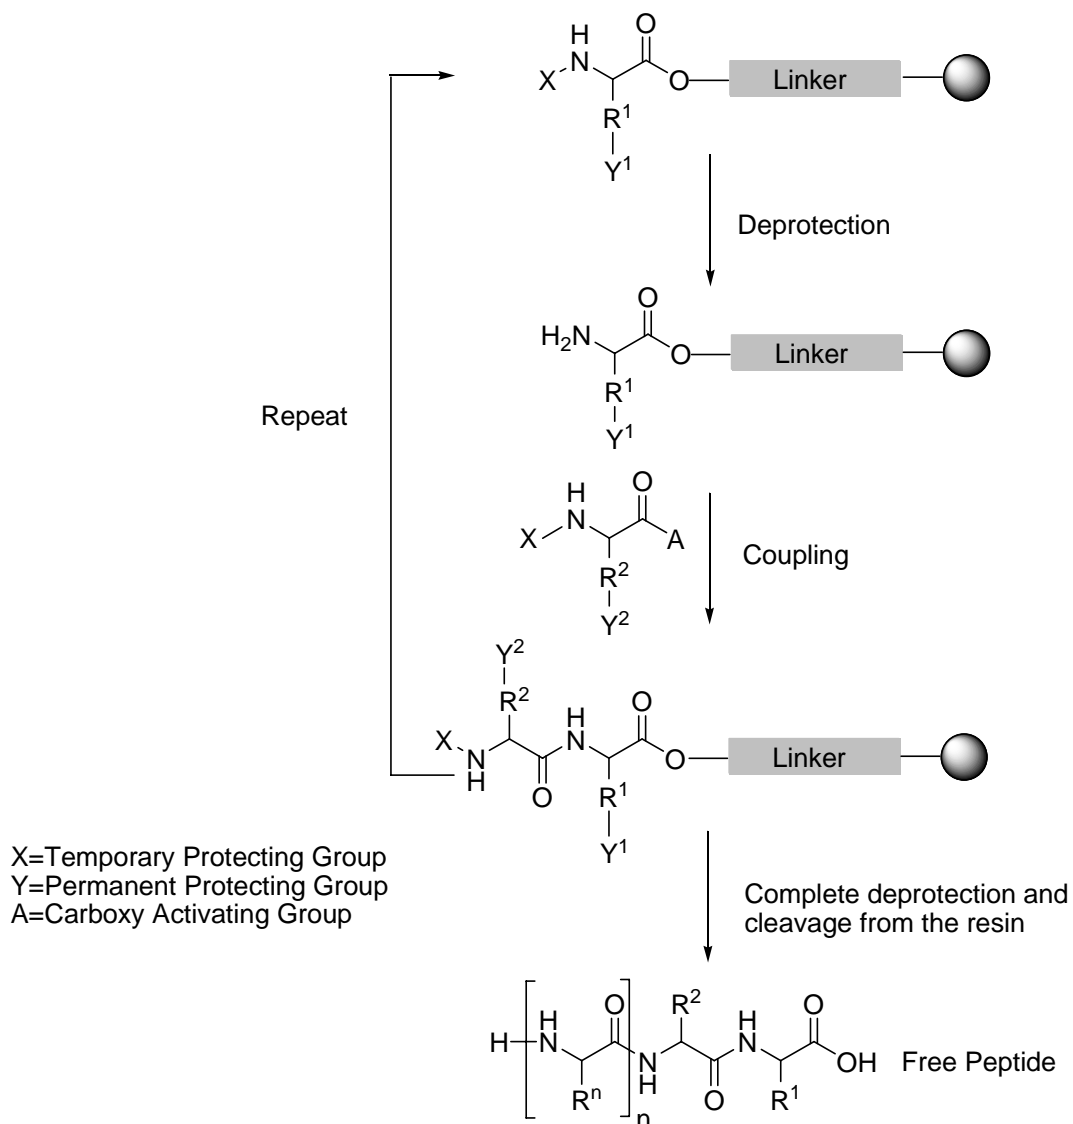 H
N
O
X
O
Linker
R¹
Y¹
Deprotection
O
H₂N
O
Linker
R¹
Y¹
Repeat
H
N
O
X
A
R²
Y²
Coupling
Y²
R²
X
N
H
O
H
N
O
O
Linker
R¹
Y¹
X=Temporary Protecting Group
Y=Permanent Protecting Group
A=Carboxy Activating Group
Complete deprotection and
cleavage from the resin
H
H
N
O
Rⁿ
n
N
H
R²
O
H
N
O
OH
R¹
Free Peptide